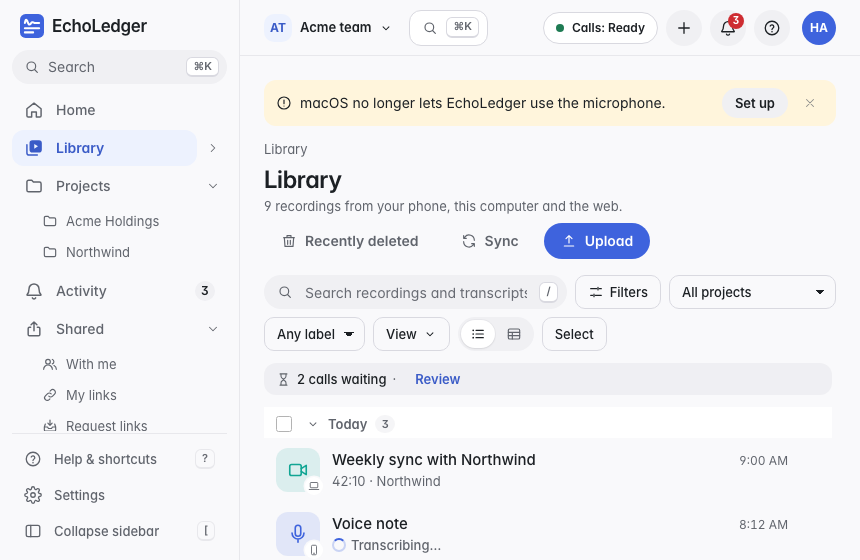 EchoLedger
Search ⌘K
Home
Library
Projects
Acme Holdings
Northwind
Activity 3
Shared
With me
My links
Request links
Help & shortcuts ?
Settings
Collapse sidebar [
AT Acme team ⌘K Calls: Ready 3 HA
macOS no longer lets EchoLedger use the microphone. Set up
Library
Library
9 recordings from your phone, this computer and the web.
Recently deleted Sync Upload
Search recordings and transcripts / Filters All projects
Any label View Select
2 calls waiting · Review
Today 3
Weekly sync with Northwind 9:00 AM
42:10 · Northwind
Voice note 8:12 AM
Transcribing...